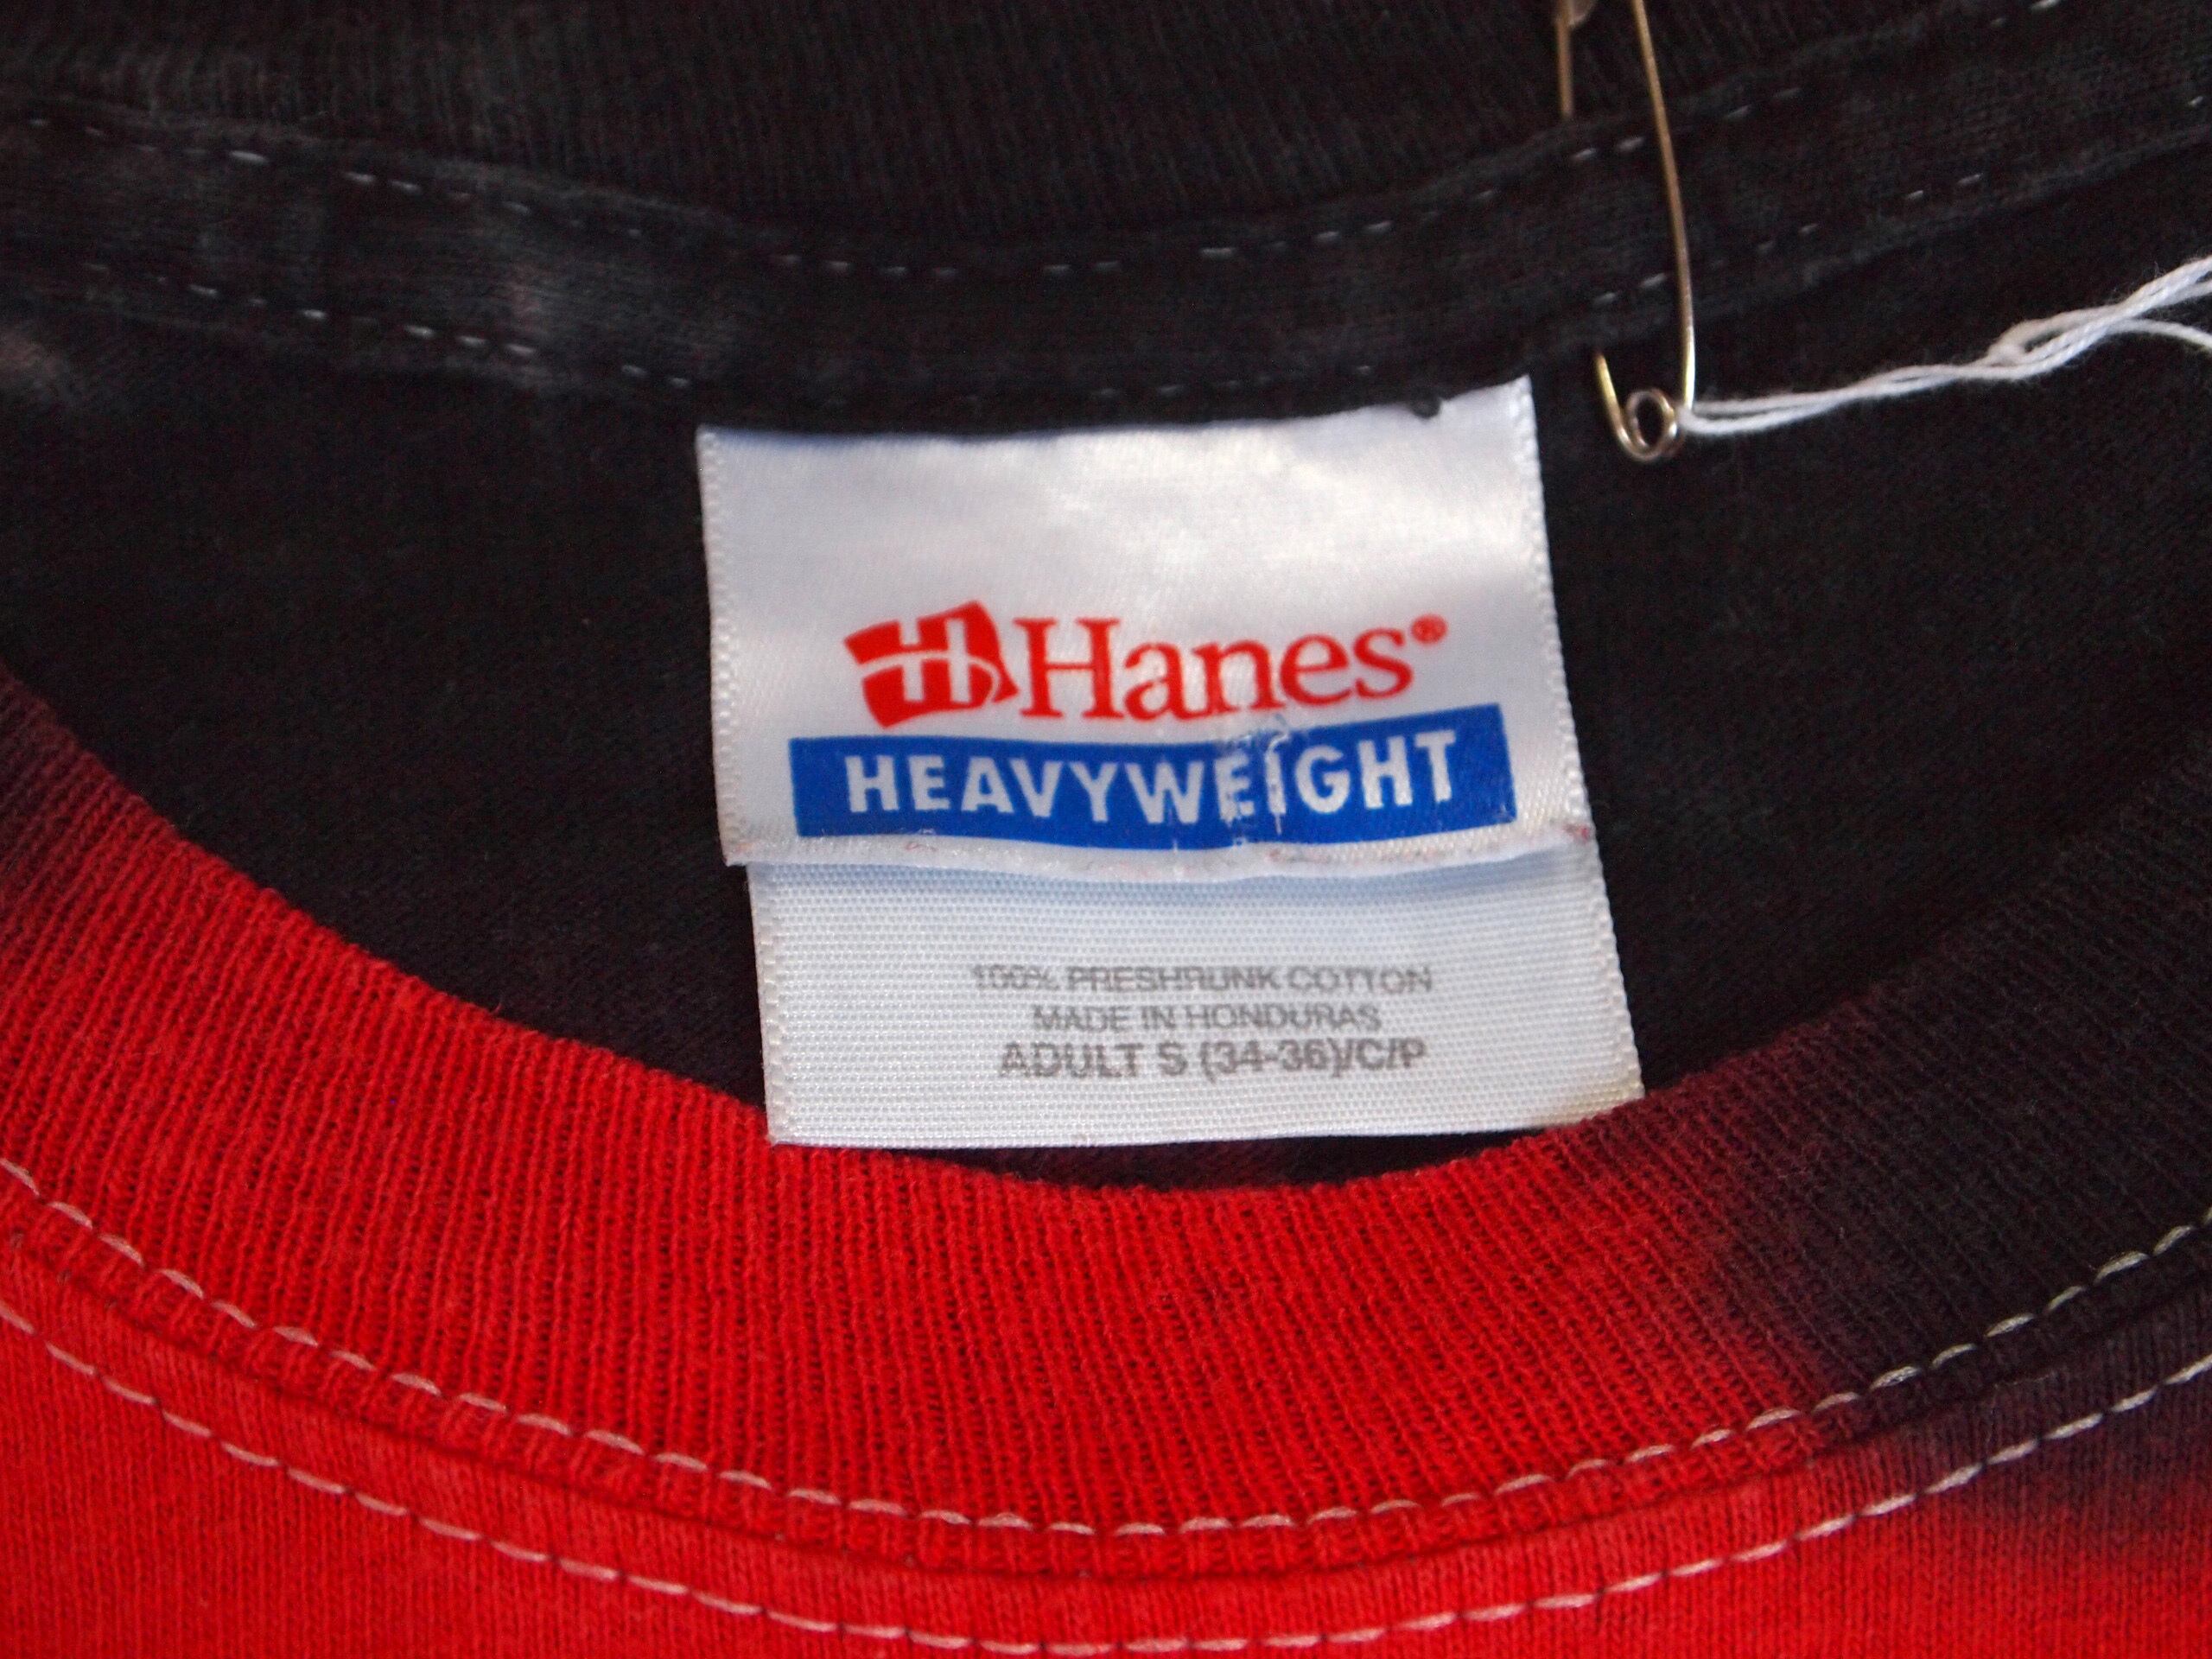 Hanes®
HEAVYWEIGHT
100% PRESHRUNK COTTON
MADE IN HONDURAS
ADULT S (34-36)/C/P